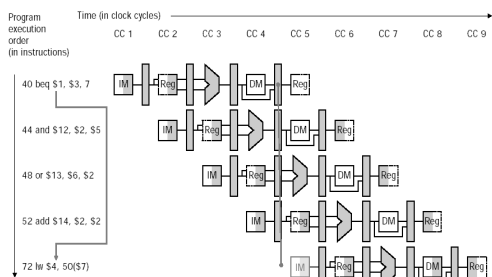 Program
execution
order
(in instructions)
Time (in clock cycles)
CC 1 CC 2 CC 3 CC 4 CC 5 CC 6 CC 7 CC 8 CC 9
40 beq $1, $3, 7
IM Reg DM Reg
44 and $12, $2, $5
IM Reg DM Reg
48 or $13, $6, $2
IM Reg DM Reg
52 add $14, $2, $2
IM Reg DM Reg
72 lw $4, 50($7)
IM Reg DM Reg